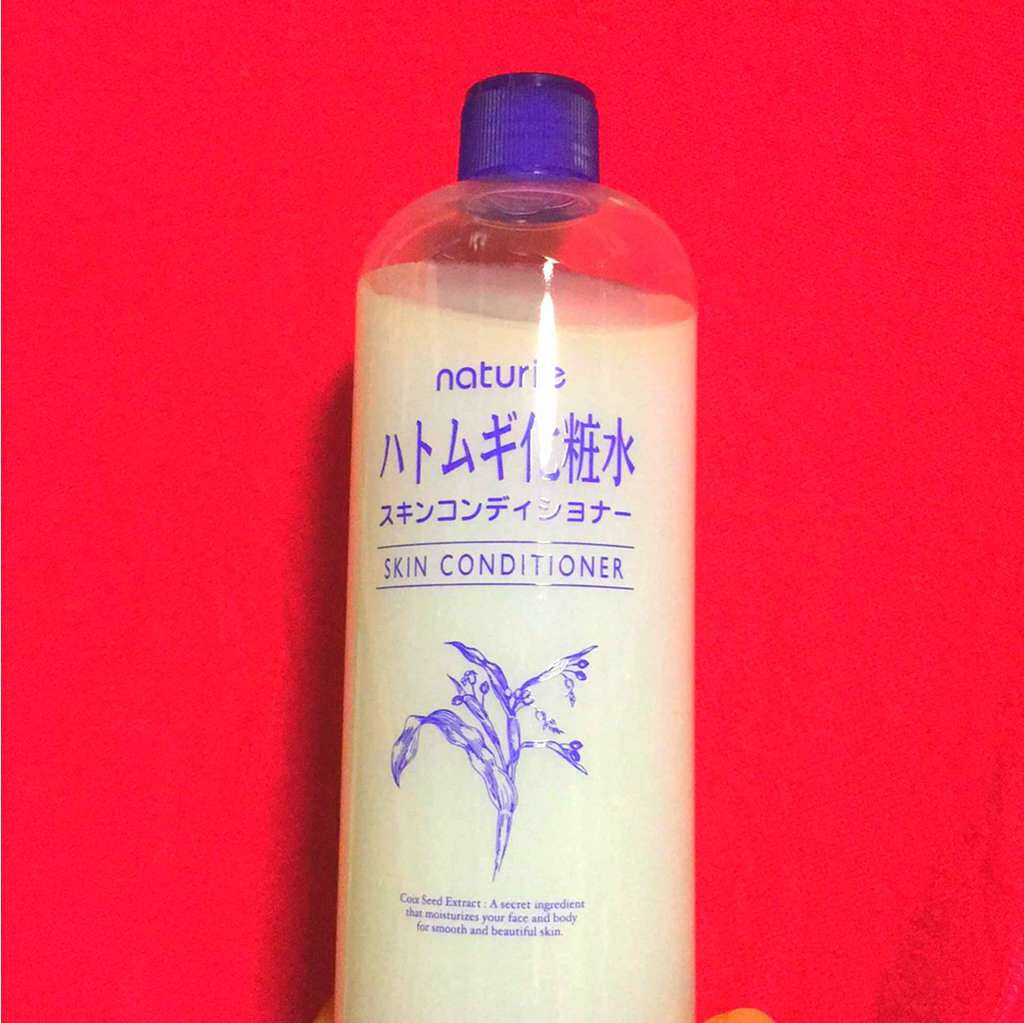 naturie
ハトムギ化粧水
スキンコンディショナー
SKIN CONDITIONER
Coix Seed Extract : A secret ingredient
that moisturizes your face and body
for smooth and beautiful skin.